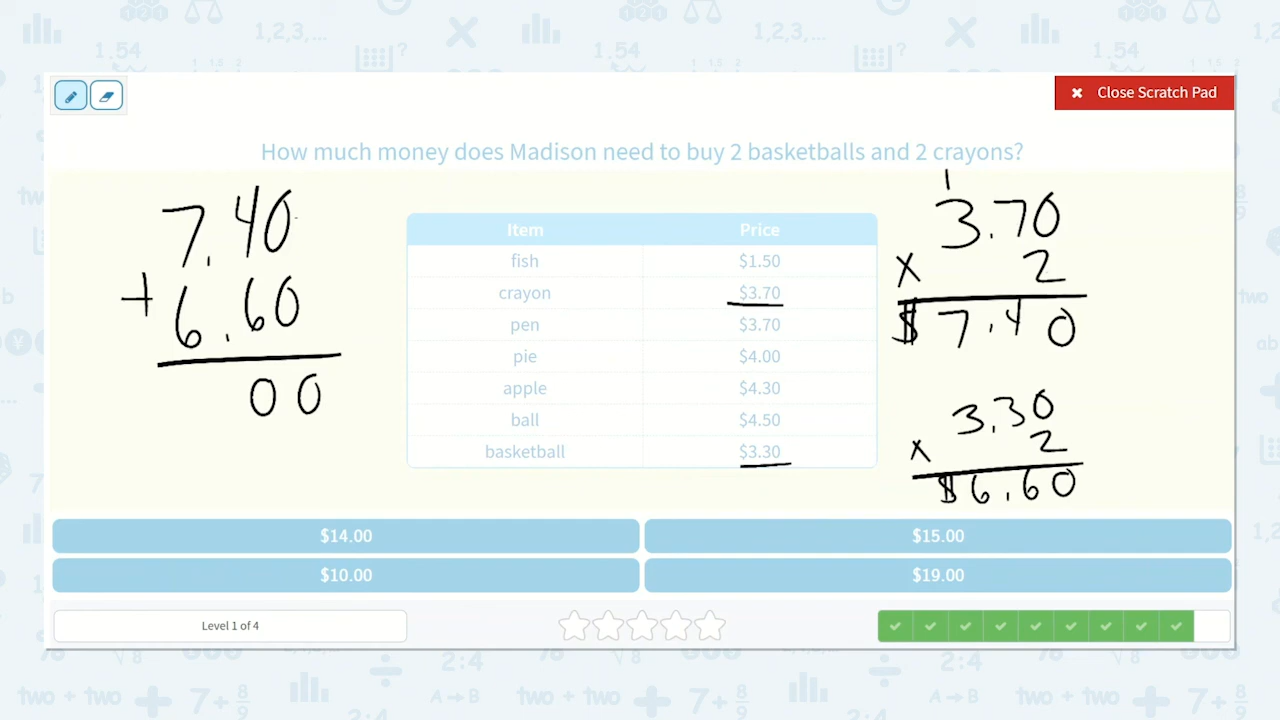 Close Scratch Pad
How much money does Madison need to buy 2 basketballs and 2 crayons?
7.40
+ 6.60
00
Item Price
fish $1.50
crayon $3.70
pen $3.70
pie $4.00
apple $4.30
ball $4.50
basketball $3.30
1
3.70
x 2
$7.40
3.30
x 2
$6.60
$14.00 $15.00
$10.00 $19.00
Level 1 of 4